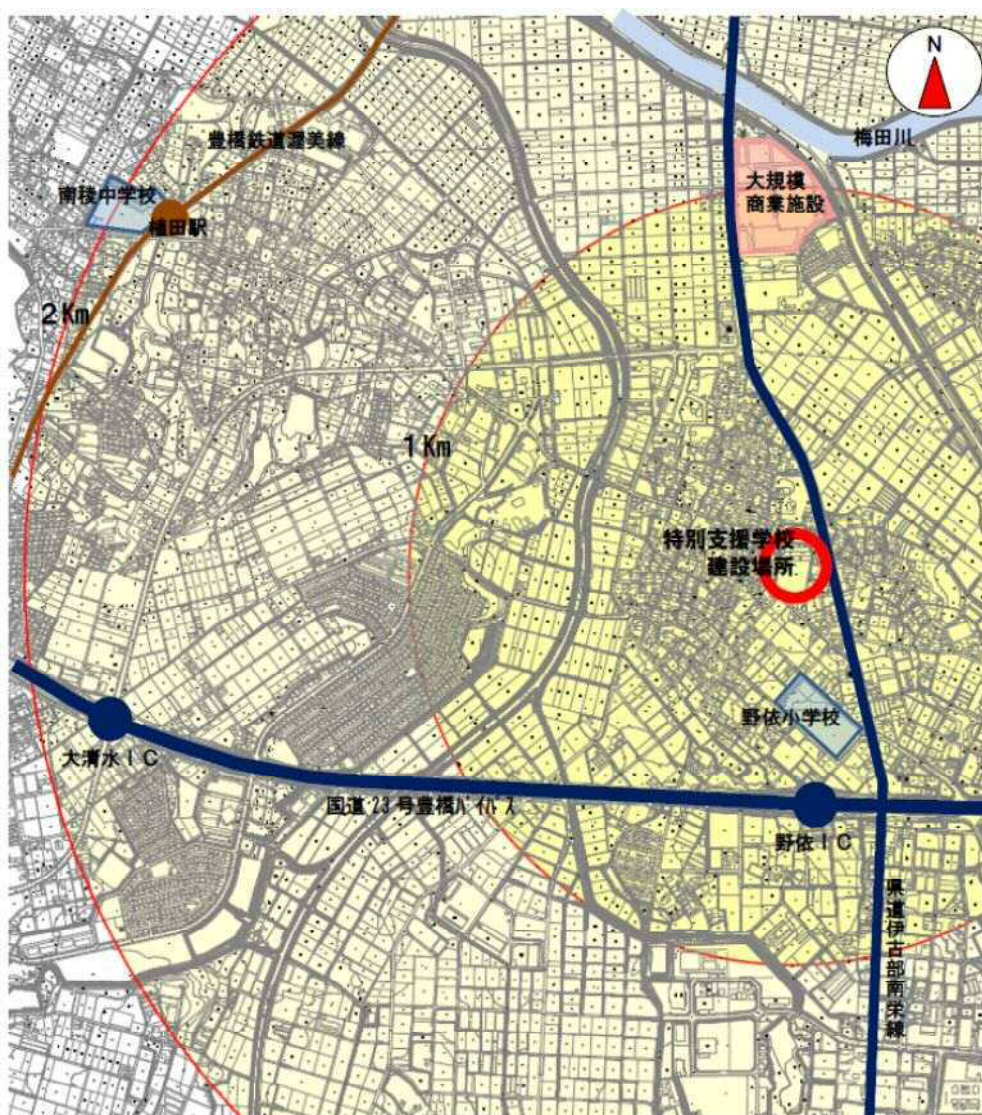 N
梅田川
豊橋鉄道渥美線
大規模
商業施設
南稜中学校
植田駅
2Km
1Km
特別支援学校
建設場所
野依小学校
大清水IC
国道23号豊橋バイパス
野依IC
県道伊古部南栄線